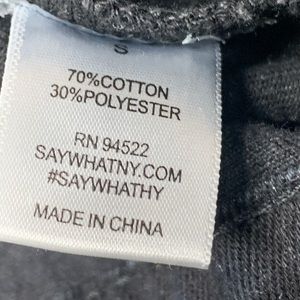 S
70%COTTON
30%POLYESTER
RN 94522
SAYWHATNY.COM
#SAYWHATHY
MADE IN CHINA